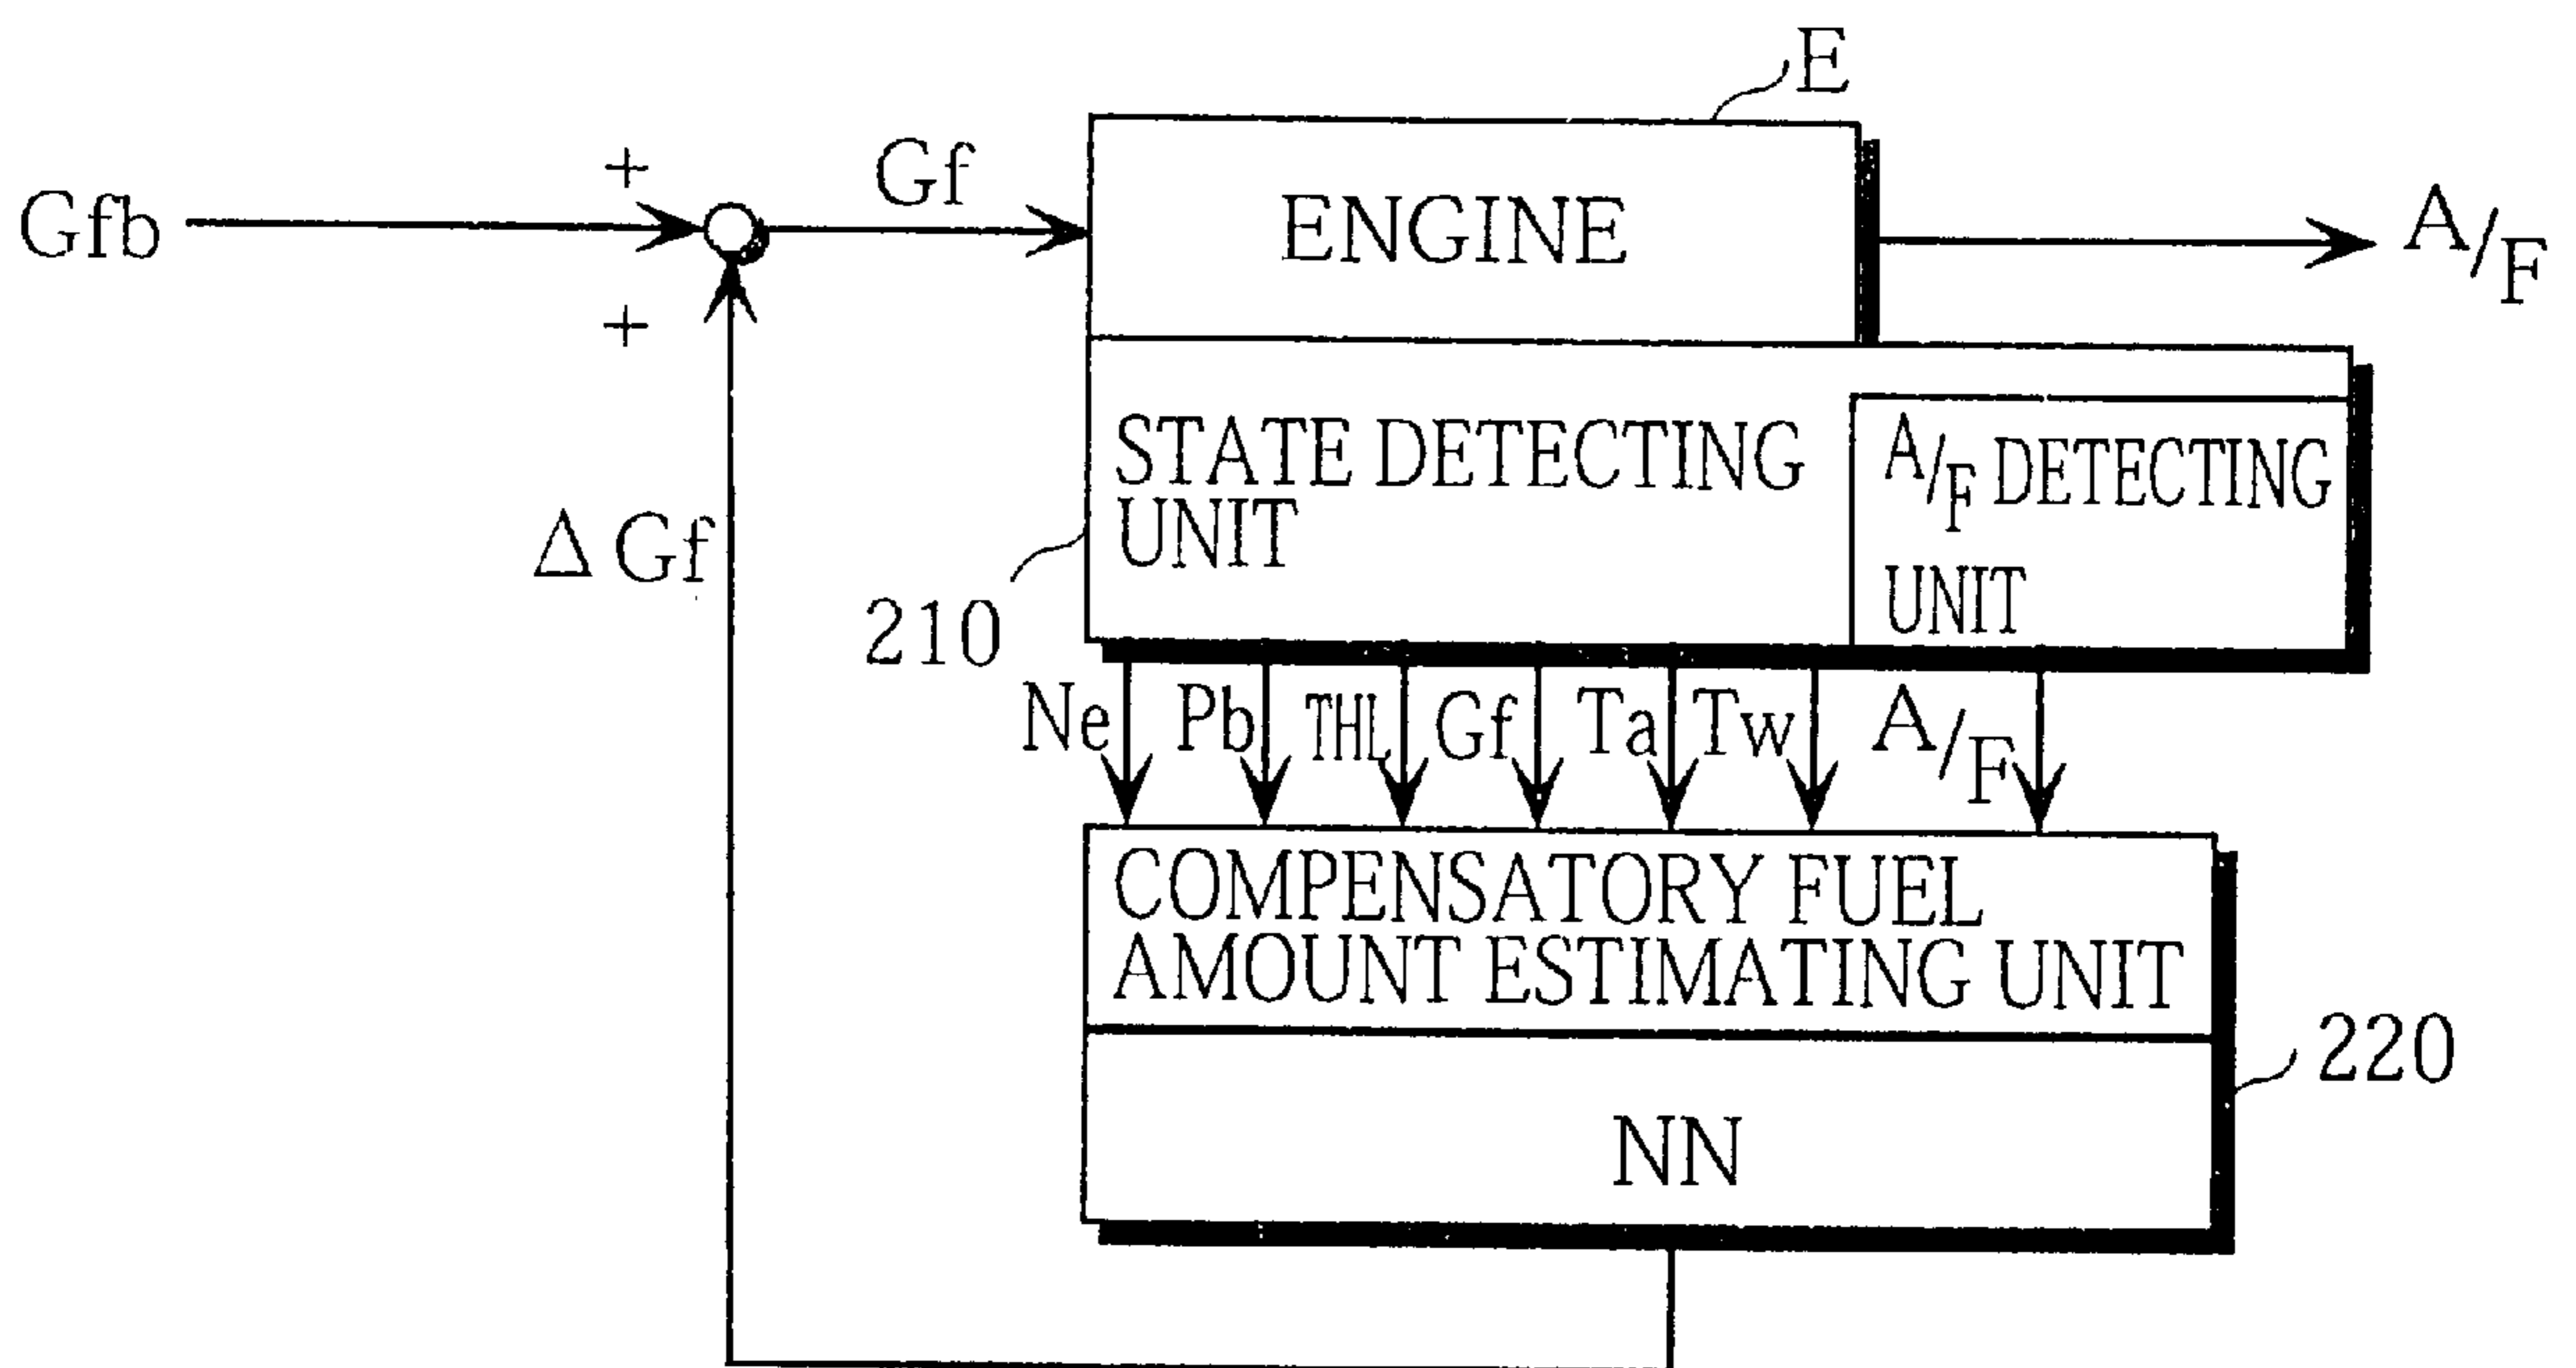 E
+
Gfb
Gf
ENGINE
A/F
+
STATE DETECTING
UNIT
A/F DETECTING
UNIT
Δ Gf
210
Ne Pb THL Gf Ta Tw A/F
COMPENSATORY FUEL
AMOUNT ESTIMATING UNIT
220
NN